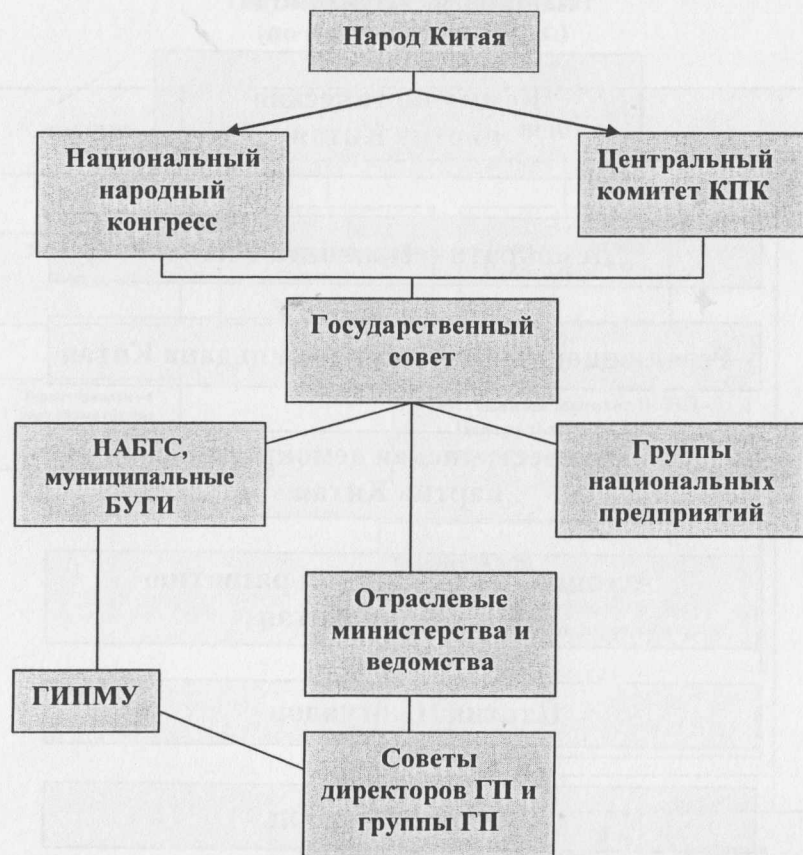 Народ Китая
Национальный
народный
конгресс
Центральный
комитет КПК
Государственный
совет
НАБГС,
муниципальные
БУГИ
Группы
национальных
предприятий
Отраслевые
министерства и
ведомства
ГИПМУ
Советы
директоров ГП и
группы ГП